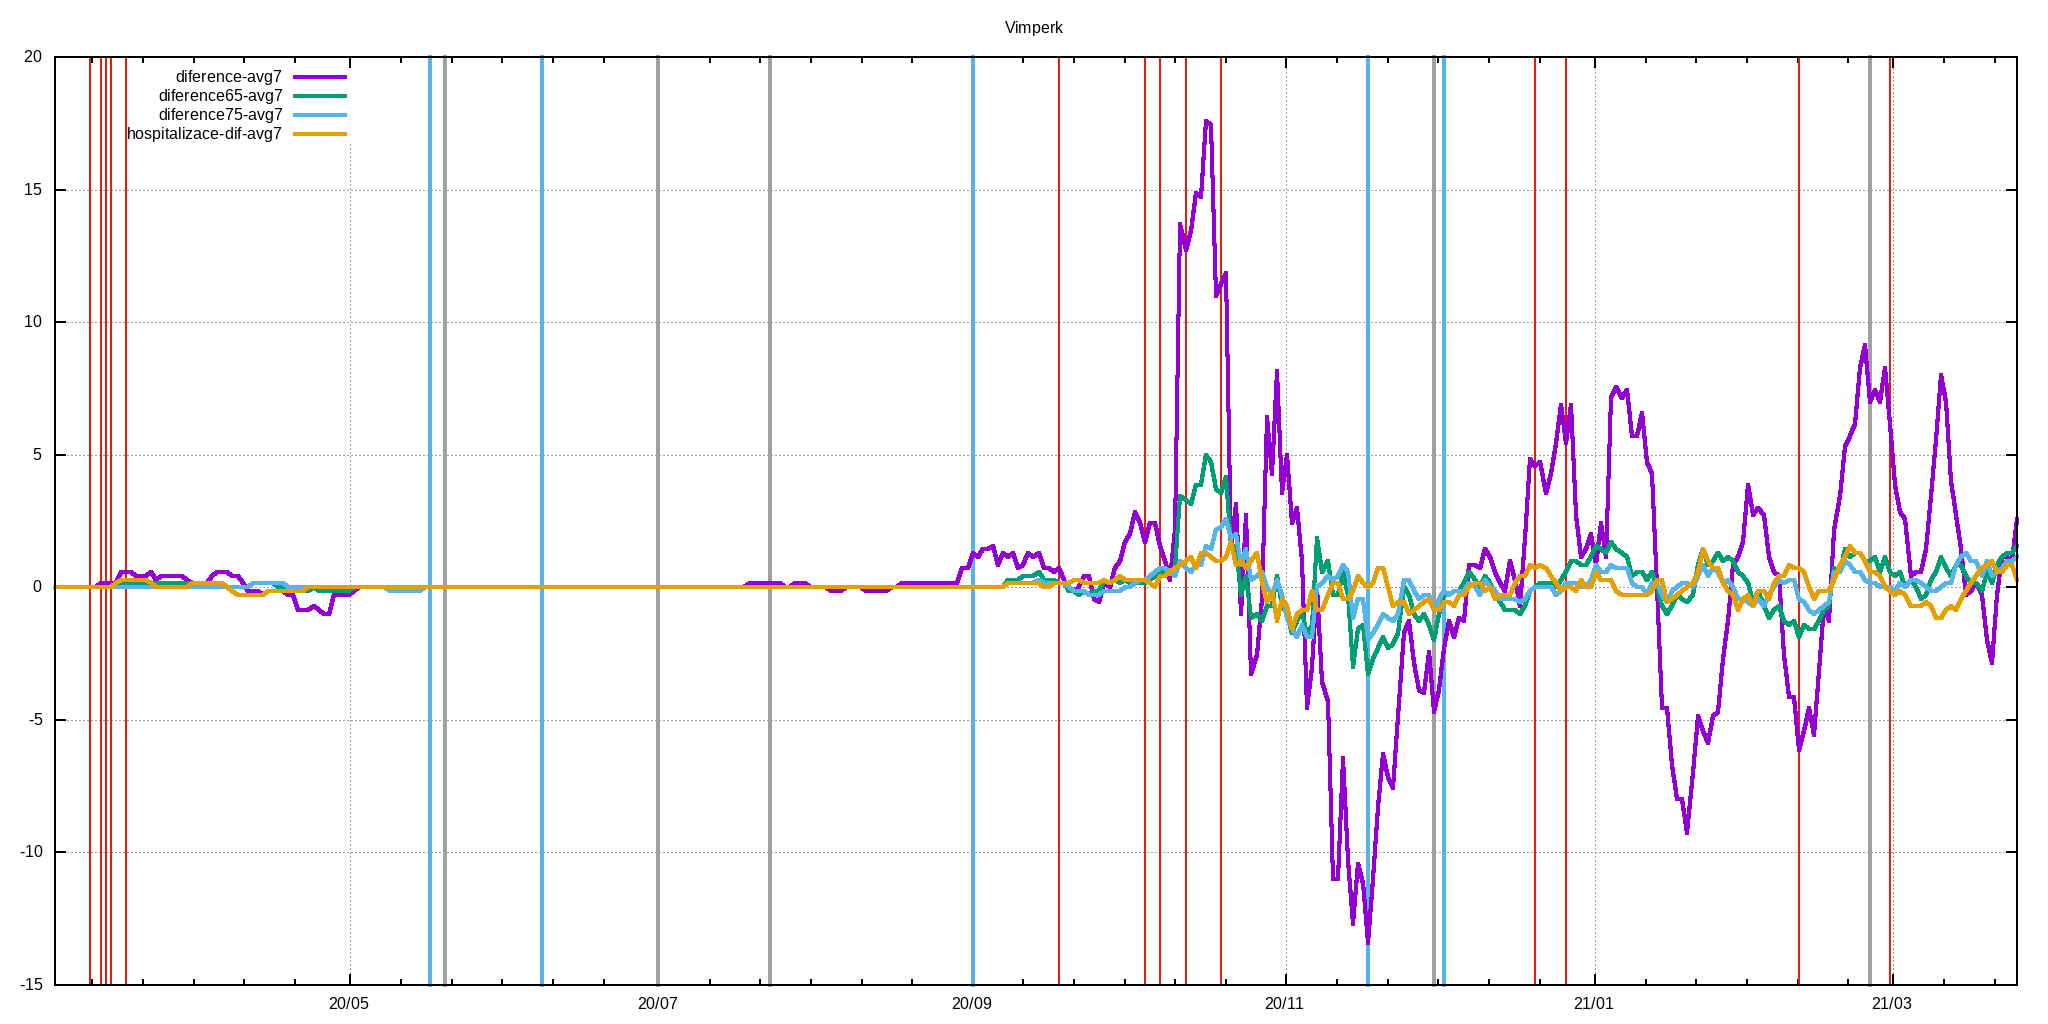 Vimperk
20
diference-avg7
diference65-avg7
diference75-avg7
hospitalizace-dif-avg7
15
10
5
0
-5
-10
-15
20/05 20/07 20/09 20/11 21/01 21/03